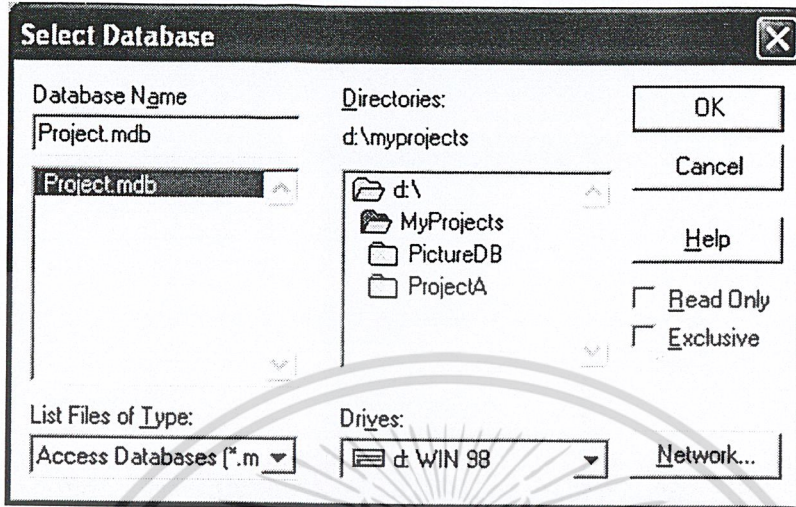 Select Database
Database Name
Project.mdb
Project.mdb
Directories:
d:\myprojects
d:\
MyProjects
PictureDB
ProjectA
OK
Cancel
Help
Read Only
Exclusive
List Files of Type:
Access Databases (*.m
Drives:
d: WIN 98
Network...